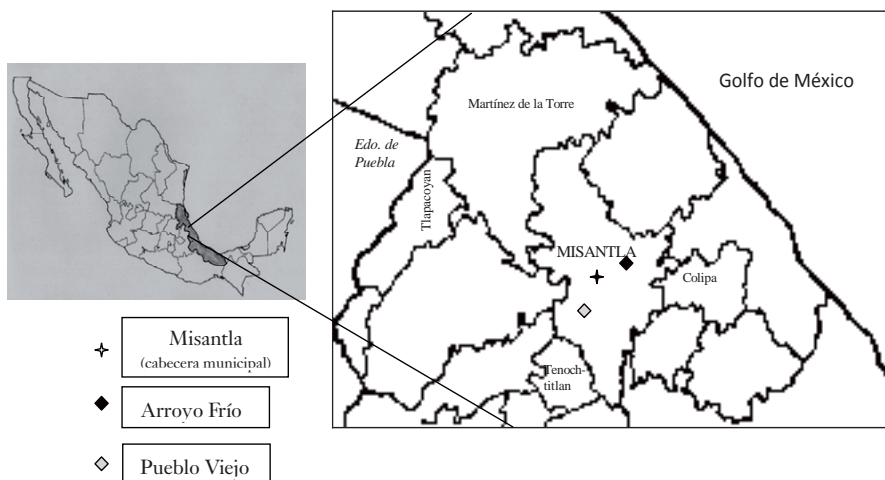 Golfo de México
Martínez de la Torre
Edo. de
Puebla
Tlapacoyan
MISANTLA
Colipa
Tenoch-
titlan
Misantla
(cabecera municipal)
Arroyo Frío
Pueblo Viejo